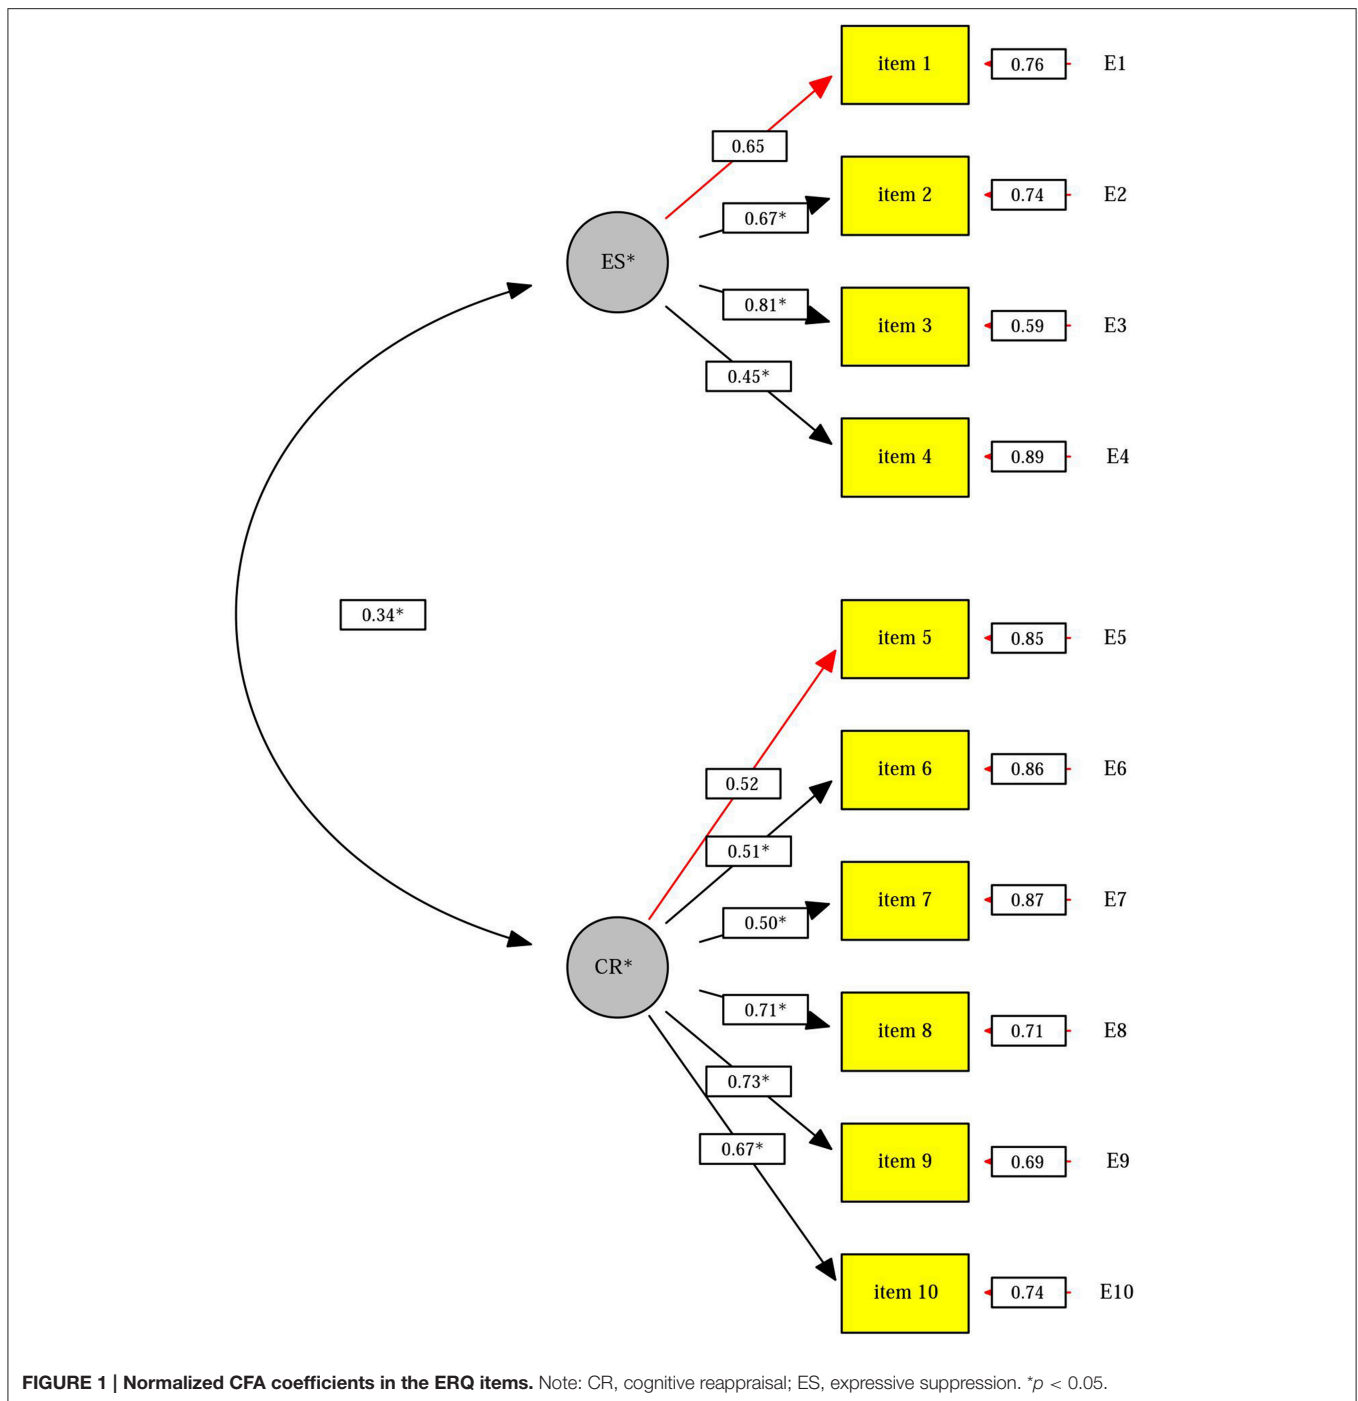 item 1
0.76
E1
0.65
item 2
0.74
E2
0.67*
ES*
0.81*
item 3
0.59
E3
0.45*
item 4
0.89
E4
0.34*
item 5
0.85
E5
0.52
item 6
0.86
E6
0.51*
item 7
0.87
E7
0.50*
CR*
0.71*
item 8
0.71
E8
0.73*
item 9
0.69
E9
0.67*
item 10
0.74
E10
FIGURE 1 | Normalized CFA coefficients in the ERQ items. Note: CR, cognitive reappraisal; ES, expressive suppression. *p < 0.05.